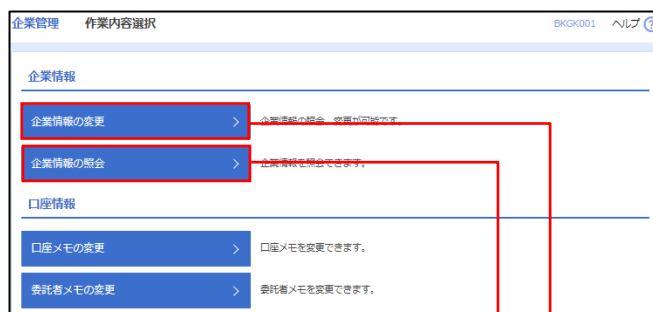 企業管理 作業内容選択 BKGK001 ヘルプ ?
企業情報
企業情報の変更 企業情報の照会、変更が可能です。
企業情報の照会 企業情報を照会できます。
口座情報
口座メモの変更 口座メモを変更できます。
委託者メモの変更 委託者メモを変更できます。